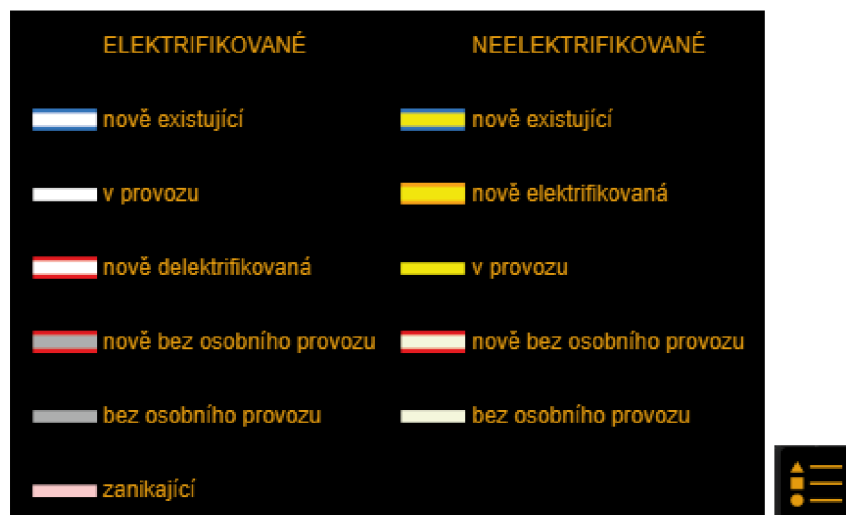 ELEKTRIFIKOVANÉ NEELEKTRIFIKOVANÉ
nově existující nově existující
v provozu nově elektrifikovaná
nově delektrifikovaná v provozu
nově bez osobního provozu nově bez osobního provozu
bez osobního provozu bez osobního provozu
zanikající